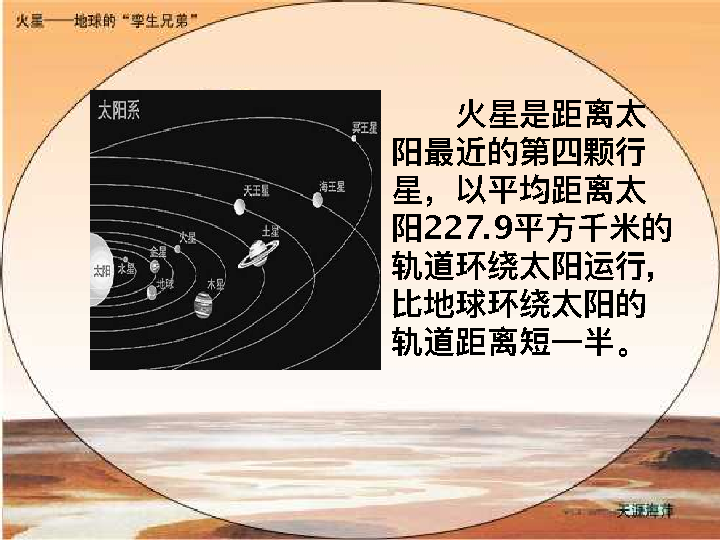 火星——地球的“孪生兄弟”
太阳系
冥王星
海王星
天王星
土星
火星
金星
水星
太阳
地球
木星
火星是距离太
阳最近的第四颗行
星，以平均距离太
阳227.9平方千米的
轨道环绕太阳运行，
比地球环绕太阳的
轨道距离短一半。
天涯海井